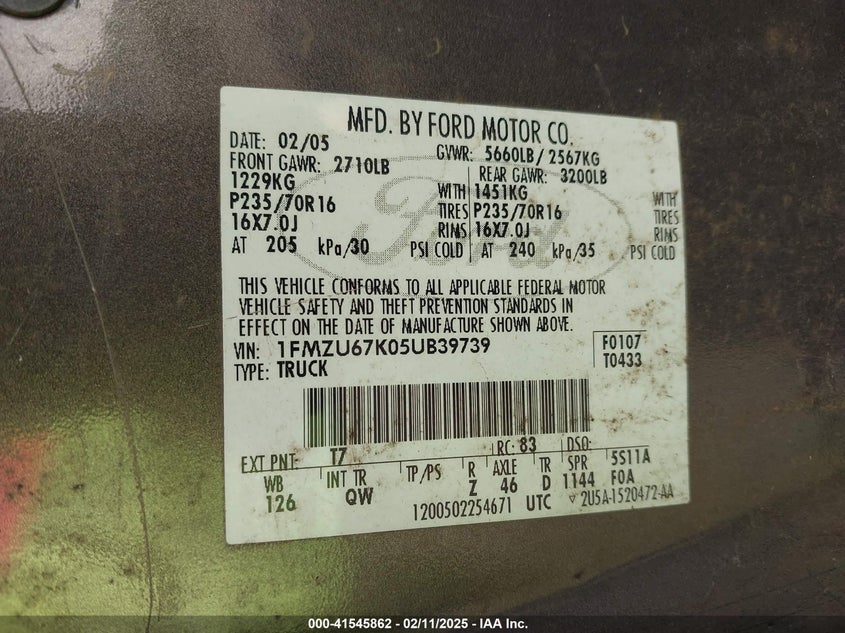 MFD. BY FORD MOTOR CO.
DATE: 02/05 GVWR: 5660LB / 2567KG
FRONT GAWR: 2710LB REAR GAWR: 3200LB
1229KG WITH 1451KG WITH
P235/70R16 TIRES P235/70R16 TIRES
16X7.0J RIMS 16X7.0J RIMS
AT 205 kPa/30 PSI COLD AT 240 kPa/35 PSI COLD
Ford
THIS VEHICLE CONFORMS TO ALL APPLICABLE FEDERAL MOTOR
VEHICLE SAFETY AND THEFT PREVENTION STANDARDS IN
EFFECT ON THE DATE OF MANUFACTURE SHOWN ABOVE.
VIN: 1FMZU67K05UB39739 F0107
TYPE: TRUCK T0433
EXT PNT: T7 RC: 83 DSO:
WB INT TR TP/PS R AXLE TR SPR 5S11A
126 QW Z 46 D 1144 F0A
1200502254671 UTC ▽ 2U5A-1520472-AA
000-41545862 - 02/11/2025 - IAA Inc.